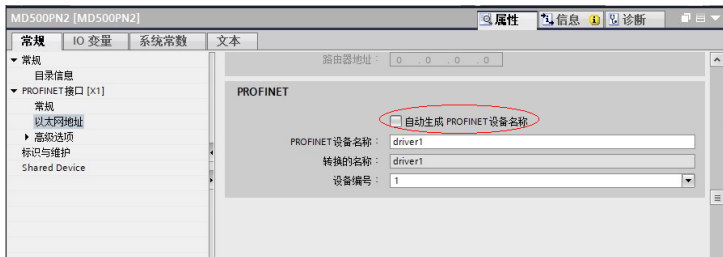 MD500PN2 [MD500PN2]
属性
信息
诊断
常规
IO 变量
系统常数
文本
常规
目录信息
PROFINET接口 [X1]
常规
以太网地址
高级选项
标识与维护
Shared Device
路由器地址： 0 . 0 . 0 . 0
PROFINET
自动生成 PROFINET设备名称
PROFINET设备名称： driver1
转换的名称： driver1
设备编号： 1